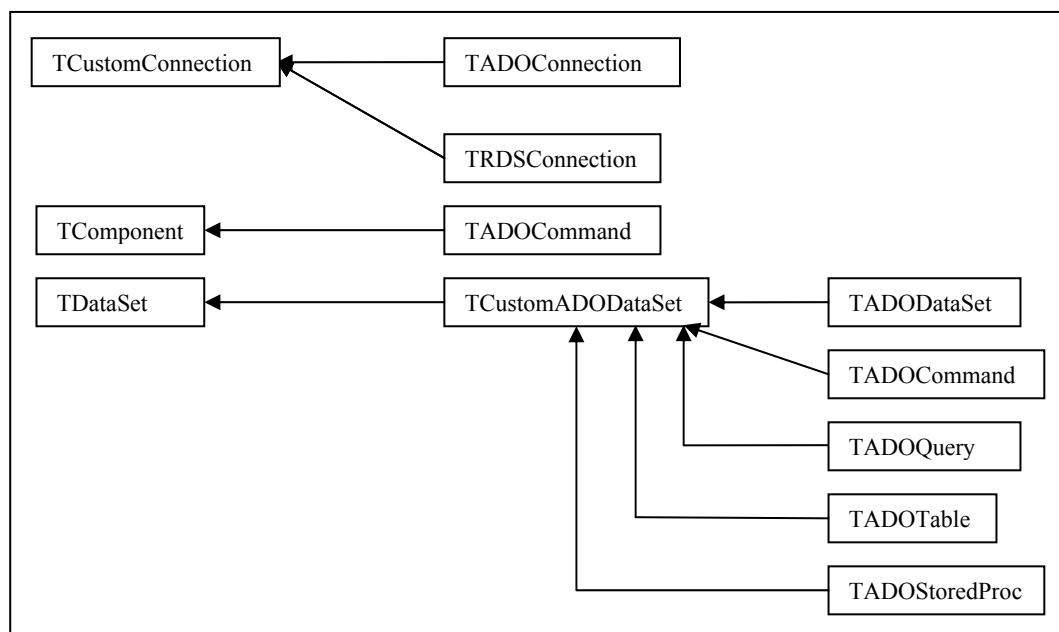 TCustomConnection
TADOConnection
TRDSConnection
TComponent
TADOCommand
TDataSet
TCustomADODataSet
TADODataSet
TADOCommand
TADOQuery
TADOTable
TADOStoredProc